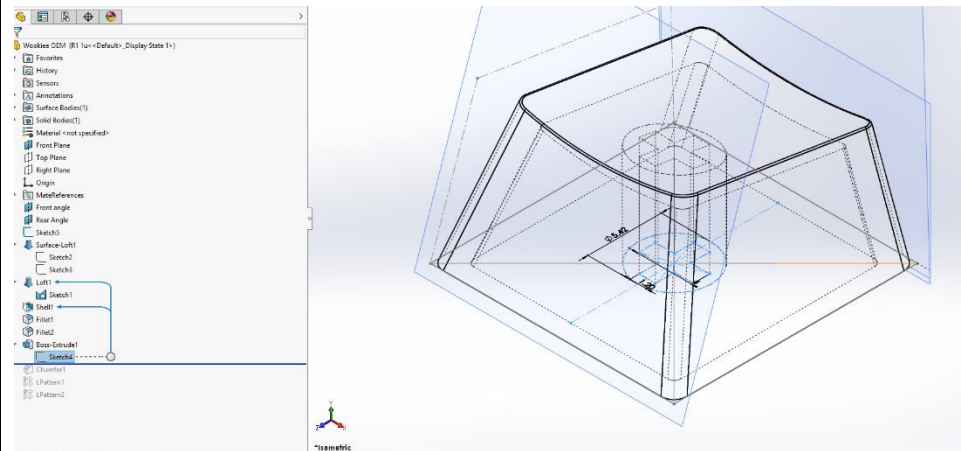 Wookiee OEM (R1 1u<<Default>_Display State 1>)
Favorites
History
Sensors
Annotations
Surface Bodies(1)
Solid Bodies(1)
Material <not specified>
Front Plane
Top Plane
Right Plane
Origin
MateReferences
Front angle
Rear Angle
Sketch5
Surface-Loft1
Sketch2
Sketch3
Loft1
Sketch1
Shell1
Fillet1
Fillet2
Boss-Extrude1
Sketch4
Chamfer1
LPattern1
LPattern2
∅5.42
Y
Z
X
*Isometric